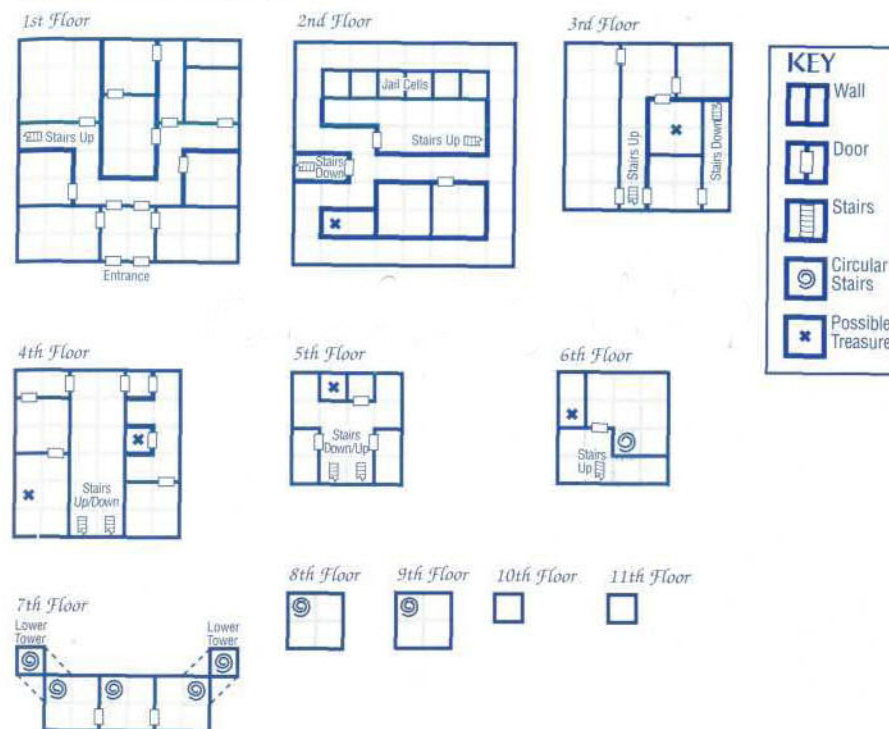 1st Floor
2nd Floor
3rd Floor
Stairs Up
Entrance
Jail Cells
Stairs Up
Stairs
Down
Stairs Up
Stairs Down
KEY
Wall
Door
Stairs
Circular
Stairs
Possible
Treasure
4th Floor
5th Floor
6th Floor
Stairs
Up/Down
Stairs
Down/Up
Stairs
Up
7th Floor
Lower
Tower
Lower
Tower
8th Floor
9th Floor
10th Floor
11th Floor